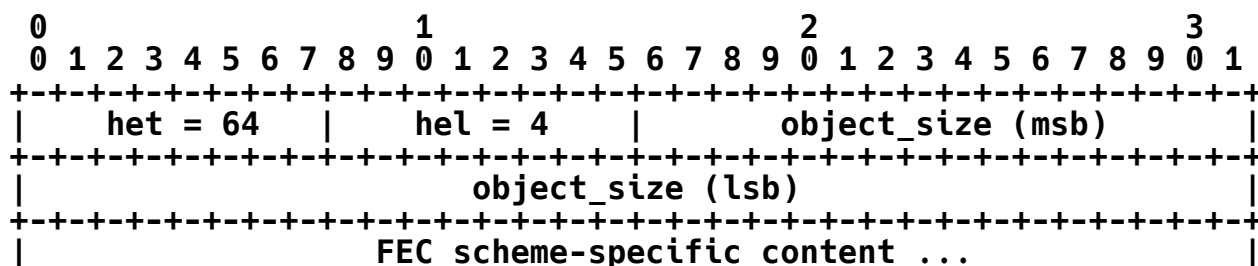 0                   1                   2                   3
 0 1 2 3 4 5 6 7 8 9 0 1 2 3 4 5 6 7 8 9 0 1 2 3 4 5 6 7 8 9 0 1
+-+-+-+-+-+-+-+-+-+-+-+-+-+-+-+-+-+-+-+-+-+-+-+-+-+-+-+-+-+-+-+-+
|    het = 64   |    hel = 4    |       object_size (msb)       |
+-+-+-+-+-+-+-+-+-+-+-+-+-+-+-+-+-+-+-+-+-+-+-+-+-+-+-+-+-+-+-+-+
|                       object_size (lsb)                       |
+-+-+-+-+-+-+-+-+-+-+-+-+-+-+-+-+-+-+-+-+-+-+-+-+-+-+-+-+-+-+-+-+
|                  FEC scheme-specific content ...              |